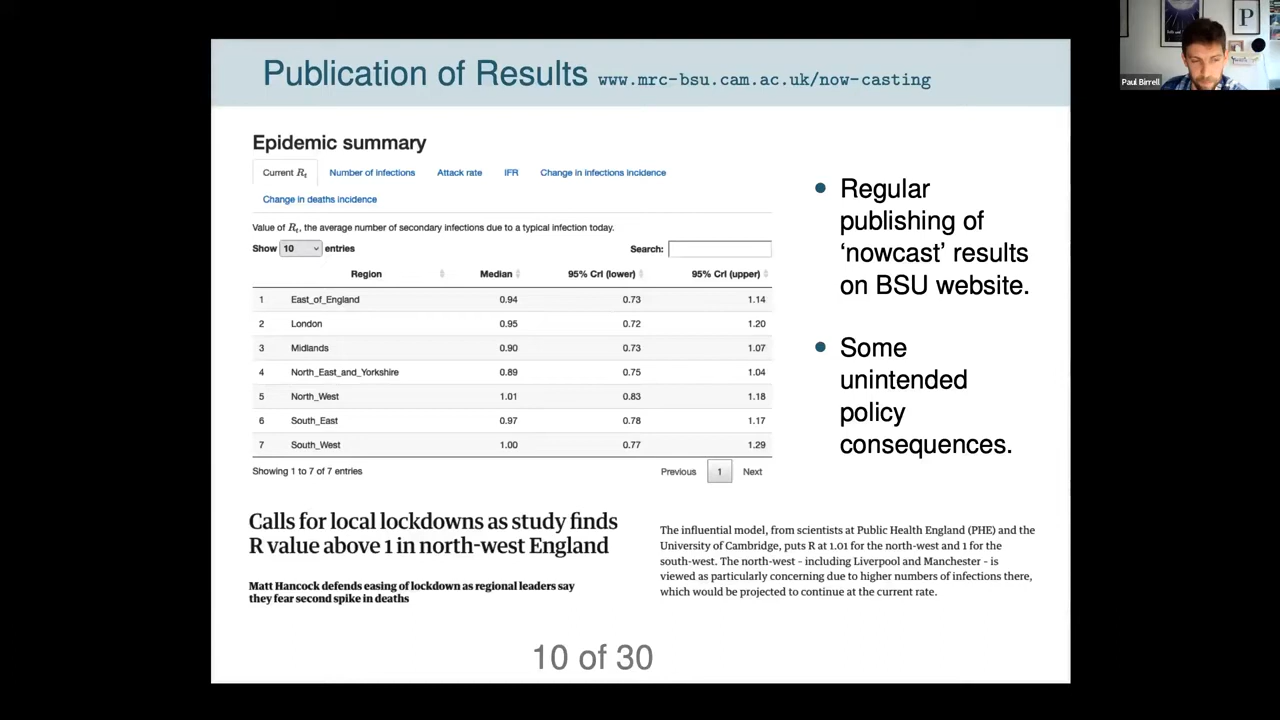 Publication of Results www.mrc-bsu.cam.ac.uk/now-casting
P
Paul Birrell
Epidemic summary
Current Rt Number of infections Attack rate IFR Change in infections incidence
Change in deaths incidence
Value of Rt, the average number of secondary infections due to a typical infection today.
Show 10 entries Search:
Region Median 95% CrI (lower) 95% CrI (upper)
1 East_of_England 0.94 0.73 1.14
2 London 0.95 0.72 1.20
3 Midlands 0.90 0.73 1.07
4 North_East_and_Yorkshire 0.89 0.75 1.04
5 North_West 1.01 0.83 1.18
6 South_East 0.97 0.78 1.17
7 South_West 1.00 0.77 1.29
Showing 1 to 7 of 7 entries Previous 1 Next
• Regular
publishing of
‘nowcast’ results
on BSU website.
• Some
unintended
policy
consequences.
Calls for local lockdowns as study finds
R value above 1 in north-west England
Matt Hancock defends easing of lockdown as regional leaders say
they fear second spike in deaths
The influential model, from scientists at Public Health England (PHE) and the
University of Cambridge, puts R at 1.01 for the north-west and 1 for the
south-west. The north-west - including Liverpool and Manchester - is
viewed as particularly concerning due to higher numbers of infections there,
which would be projected to continue at the current rate.
10 of 30